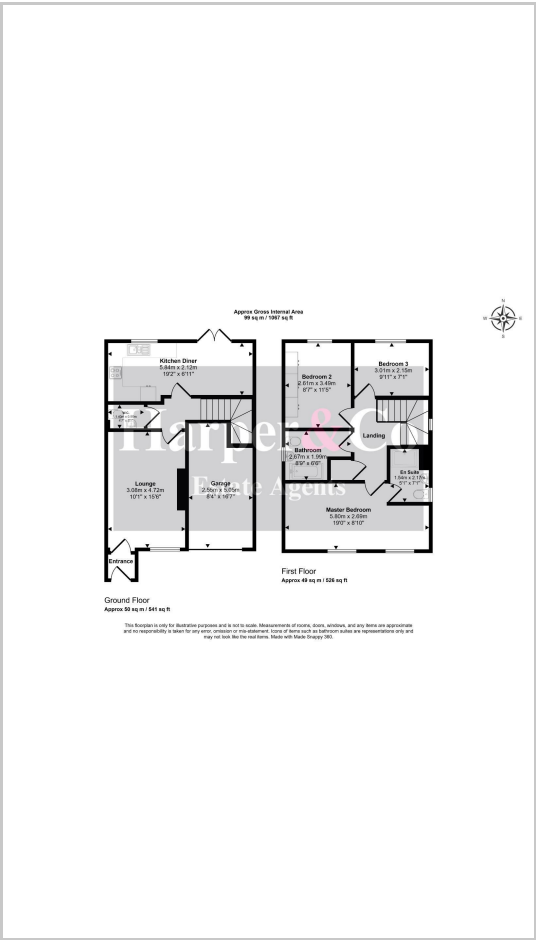 Approx Gross Internal Area
99 sq m / 1067 sq ft
N
W E
S
Kitchen Diner
5.84m x 2.12m
19'2" x 6'11"
Bedroom 2
2.61m x 3.49m
8'7" x 11'5"
Bedroom 3
3.01m x 2.15m
9'11" x 7'1"
Landing
Harper&Co
Estate Agents
Bathroom
2.67m x 1.99m
8'9" x 6'6"
En Suite
1.54m x 2.17m
5'1" x 7'1"
Lounge
3.08m x 4.72m
10'1" x 15'6"
Garage
2.55m x 5.05m
8'4" x 16'7"
Master Bedroom
5.80m x 2.69m
19'0" x 8'10"
Entrance
First Floor
Approx 49 sq m / 526 sq ft
Ground Floor
Approx 50 sq m / 541 sq ft
This floorplan is only for illustrative purposes and is not to scale. Measurements of rooms, doors, windows, and any items are approximate
and no responsibility is taken for any error, omission or mis-statement. Icons of items such as bathroom suites are representations only and
may not look like the real items. Made with Made Snappy 360.